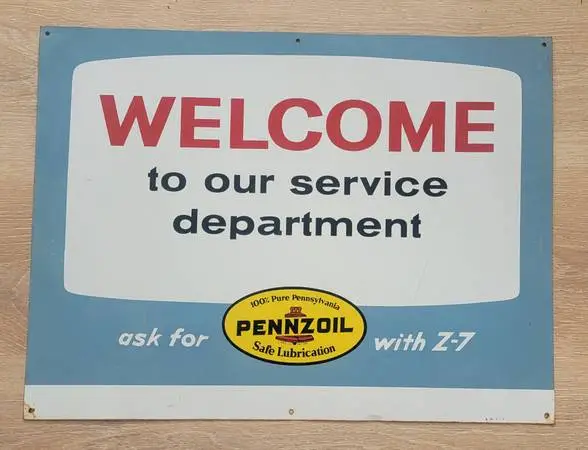 WELCOME
to our service
department
100% Pure Pennsylvania
ask for PENNZOIL with Z-7
Safe Lubrication